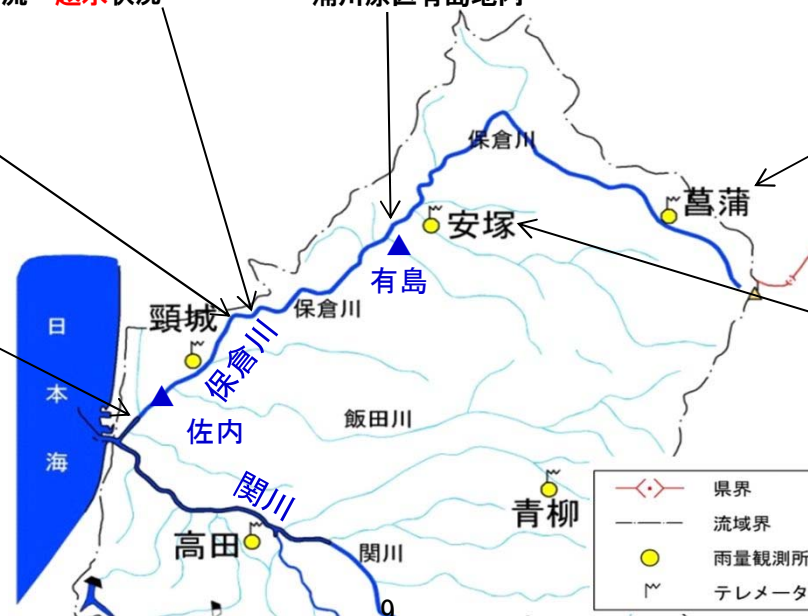 越水状況
浦川原区有島地内
保倉川
菖蒲
安塚
有島
保倉川
頸城
保倉川
日本海
佐内
飯田川
関川
高田
関川
青柳
県界
流域界
雨量観測所
テレメータ
9